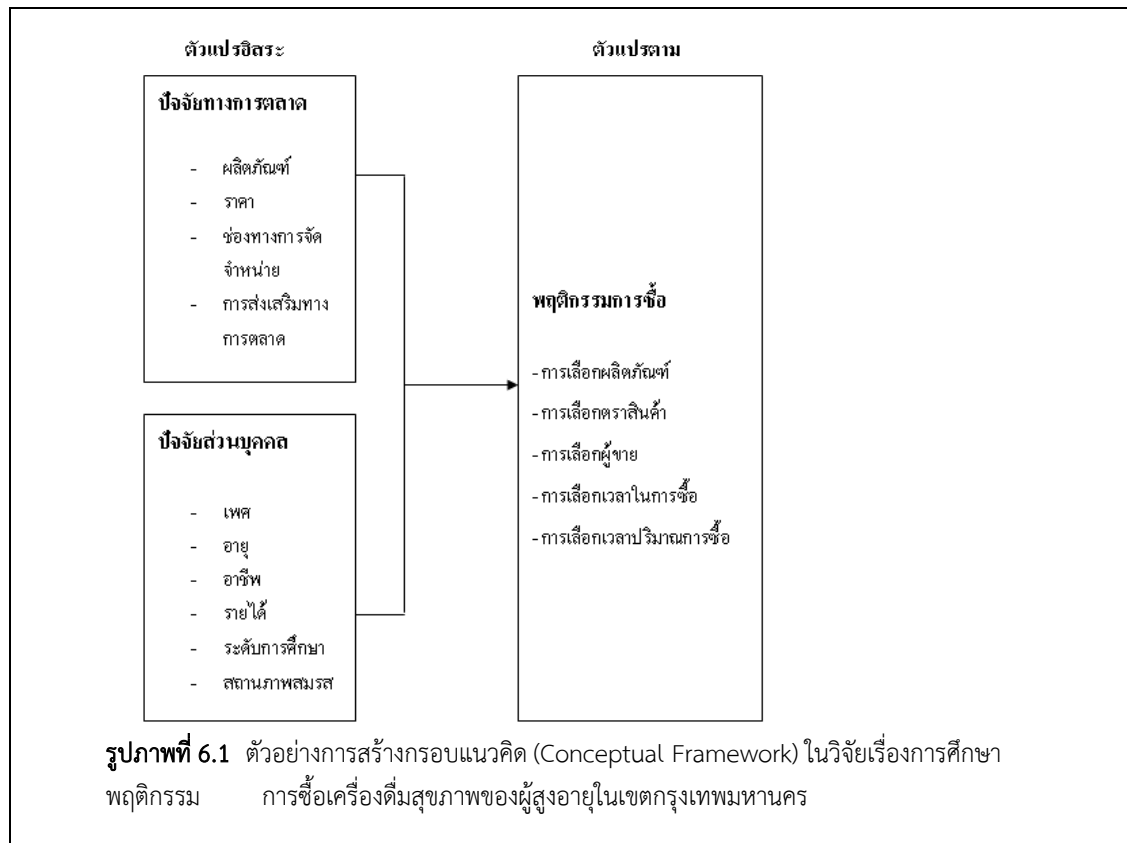 ตัวแปรอิสระ
ปัจจัยทางการตลาด
- ผลิตภัณฑ์
- ราคา
- ช่องทางการจัด
จำหน่าย
- การส่งเสริมทาง
การตลาด
ปัจจัยส่วนบุคคล
- เพศ
- อายุ
- อาชีพ
- รายได้
- ระดับการศึกษา
- สถานภาพสมรส
ตัวแปรตาม
พฤติกรรมการซื้อ
- การเลือกผลิตภัณฑ์
- การเลือกตราสินค้า
- การเลือกผู้ขาย
- การเลือกเวลาในการซื้อ
- การเลือกเวลาปริมาณการซื้อ
รูปภาพที่ 6.1 ตัวอย่างการสร้างกรอบแนวคิด (Conceptual Framework) ในวิจัยเรื่องการศึกษา
พฤติกรรม การซื้อเครื่องดื่มสุขภาพของผู้สูงอายุในเขตกรุงเทพมหานคร